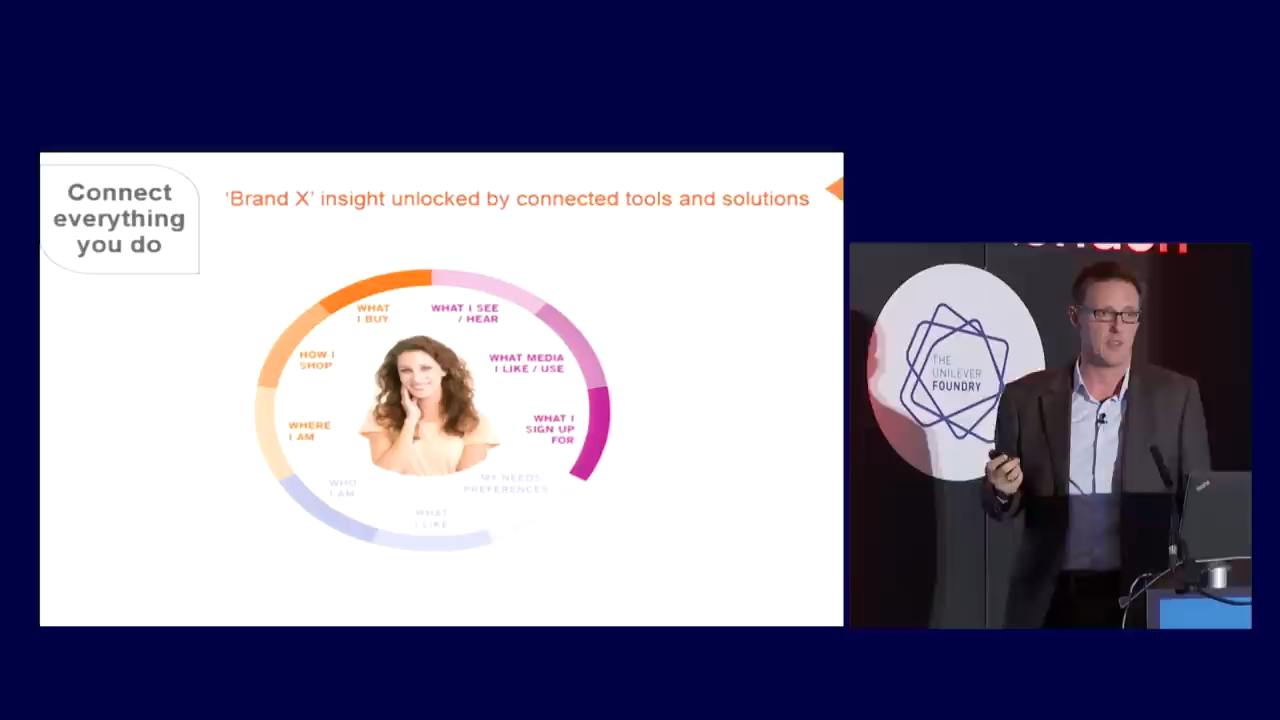 Connect
everything
you do
‘Brand X’ insight unlocked by connected tools and solutions
WHAT
I BUY
WHAT I SEE
/ HEAR
HOW I
SHOP
WHAT MEDIA
I LIKE / USE
WHERE
I AM
WHAT I
SIGN UP
FOR
WHO
I AM
MY NEEDS
PREFERENCES
WHAT
I LIKE
THE
UNILEVER
FOUNDRY